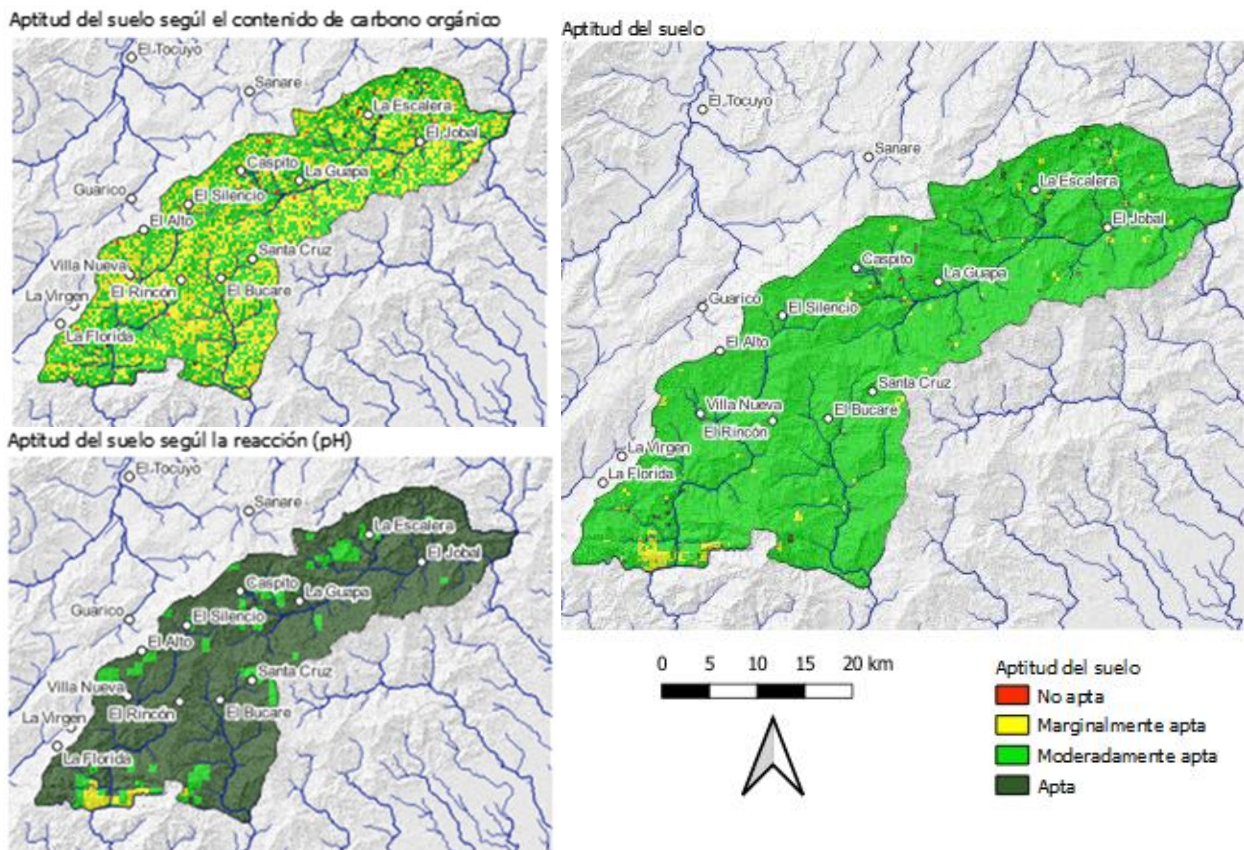 Aptitud del suelo segúl el contenido de carbono orgánico
El Tocuyo
Sanare
La Escalera
El Jobal
Caspito
La Guapa
Guarico
El Silencio
El Alto
Santa Cruz
Villa Nueva
El Rincón
El Bucare
La Virgen
La Florida
Aptitud del suelo segúl la reacción (pH)
El Tocuyo
Sanare
La Escalera
El Jobal
Caspito
La Guapa
Guarico
El Silencio
El Alto
Santa Cruz
Villa Nueva
El Rincón
El Bucare
La Virgen
La Florida
Aptitud del suelo
El Tocuyo
Sanare
La Escalera
El Jobal
Caspito
La Guapa
Guarico
El Silencio
El Alto
Santa Cruz
Villa Nueva
El Rincón
El Bucare
La Virgen
La Florida
0 5 10 15 20 km
Aptitud del suelo
No apta
Marginalmente apta
Moderadamente apta
Apta